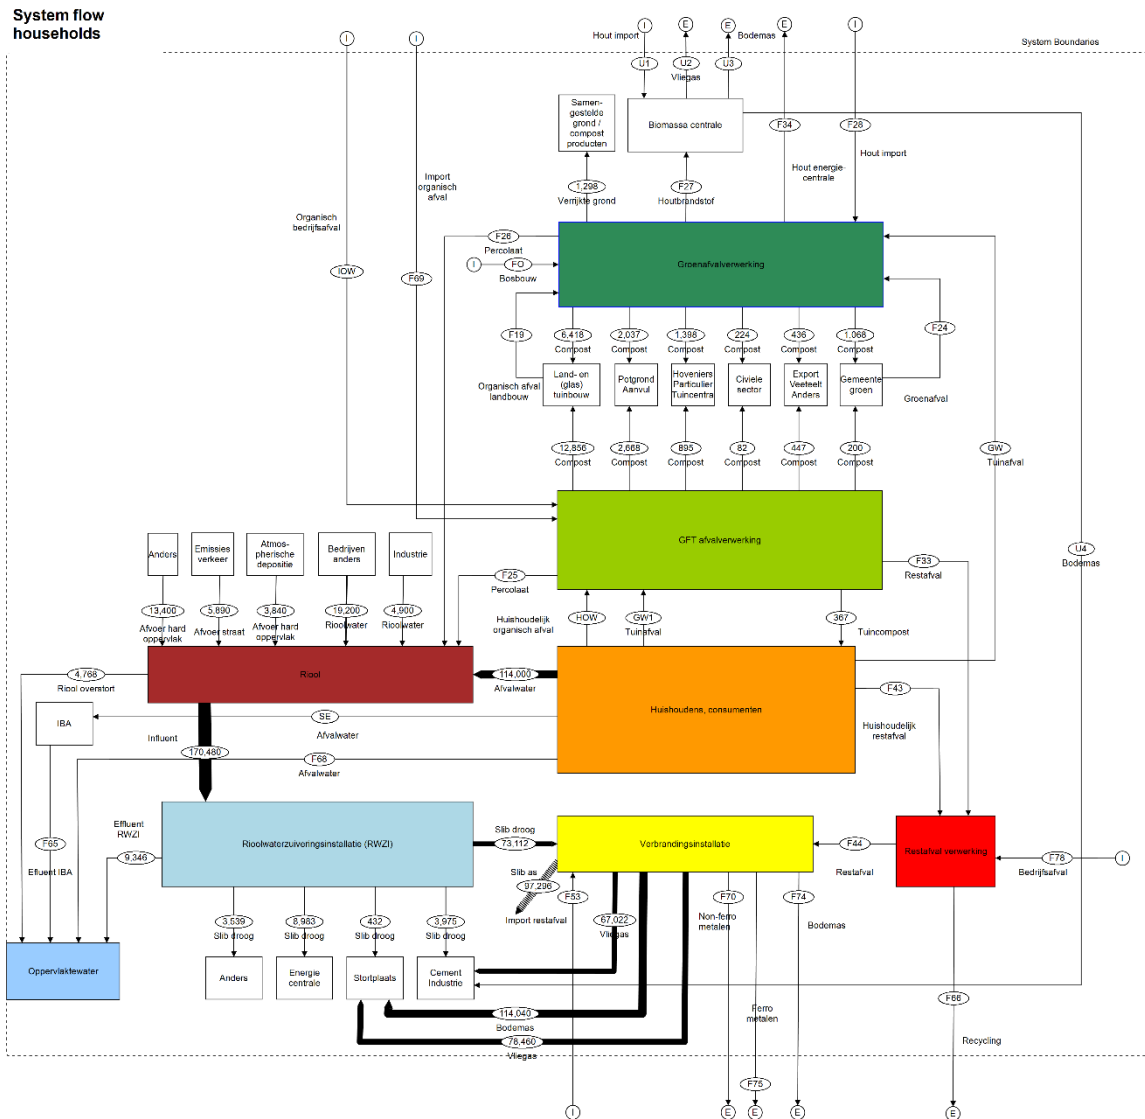 System flow
households
I
I
Hout import
I
E
E
Bodemas
E
I
System Boundaries
U1
U2
U3
Vliegas
Samen-
gestelde
grond /
compost
producten
Biomassa centrale
F34
F28
Hout import
Import
organisch
afval
Hout energie-
centrale
1,298
Verrijkte grond
F27
Houtbrandstof
Organisch
bedrijfsafval
F26
Percolaat
I
FO
Bosbouw
Groenafvalverwerking
IOW
F69
F19
6,418
Compost
2,037
Compost
1,398
Compost
224
Compost
436
Compost
1,068
Compost
F24
Organisch afval
landbouw
Land- en
(glas)
tuinbouw
Potgrond
Aanvul
Hoveniers
Particulier
Tuincentra
Civiele
sector
Export
Veeteelt
Anders
Gemeente
groen
Groenafval
12,856
Compost
2,668
Compost
895
Compost
82
Compost
447
Compost
200
Compost
GW
Tuinafval
GFT afvalverwerking
Anders
Emissies
verkeer
Atmos-
pherische
depositie
Bedrijven
anders
Industrie
U4
Bodemas
F25
Percolaat
F33
Restafval
13,400
Afvoer hard
oppervlak
5,890
Afvoer straat
3,840
Afvoer hard
oppervlak
19,200
Rioolwater
4,900
Rioolwater
Huishoudelijk
organisch afval
HOW
GW1
Tuinafval
367
Tuincompost
4,768
Riool overstort
Riool
114,000
Afvalwater
Huishoudens, consumenten
F43
Huishoudelijk
restafval
IBA
SE
Afvalwater
Influent
170,480
F68
Afvalwater
Effluent
RWZI
9,346
Rioolwaterzuiveringsinstallatie (RWZI)
Slib droog
73,112
Verbrandingsinstallatie
F44
Restafval
Restafval verwerking
F78
Bedrijfsafval
I
F65
Efluent IBA
Slib as
97,296
Import restafval
F53
67,022
Vliegas
F70
Non-ferro
metalen
F74
Bodemas
3,539
Slib droog
8,983
Slib droog
432
Slib droog
3,975
Slib droog
Oppervlaktewater
Anders
Energie
centrale
Stortplaats
Cement
Industrie
114,040
Bodemas
Ferro
metalen
F66
78,460
Vliegas
Recycling
F75
I
E
E
E
E